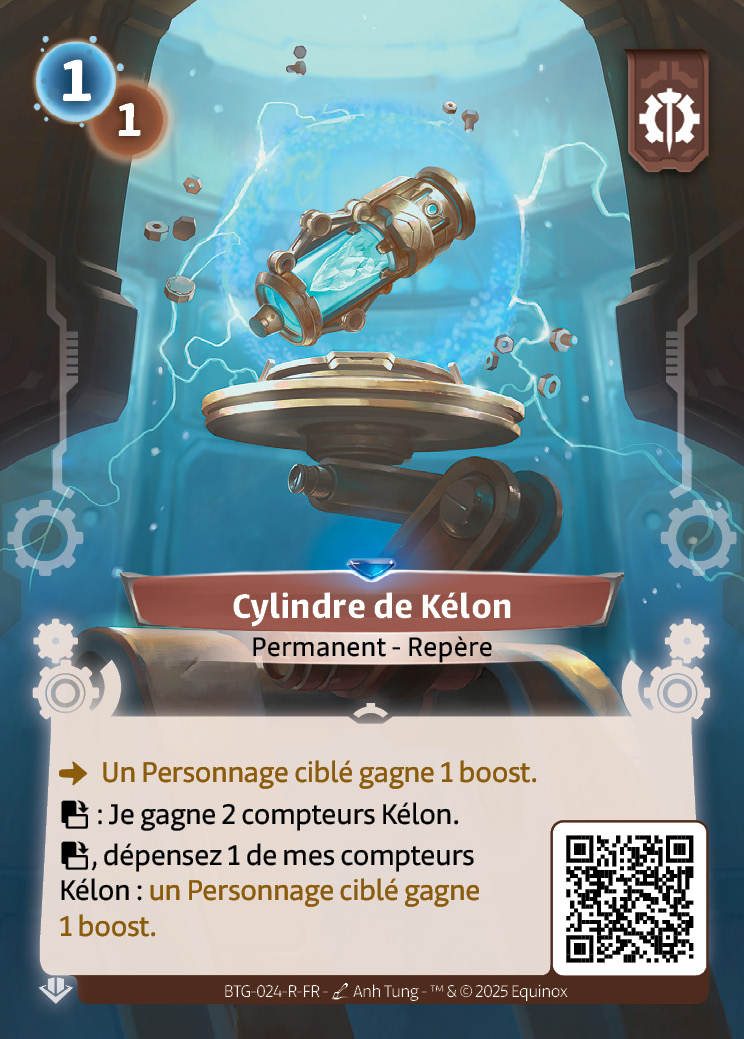 1
1
Cylindre de Kélon
Permanent - Repère
Un Personnage ciblé gagne 1 boost.
: Je gagne 2 compteurs Kélon.
, dépensez 1 de mes compteurs
Kélon : un Personnage ciblé gagne
1 boost.
BTG-024-R-FR - Anh Tung - ™ & © 2025 Equinox